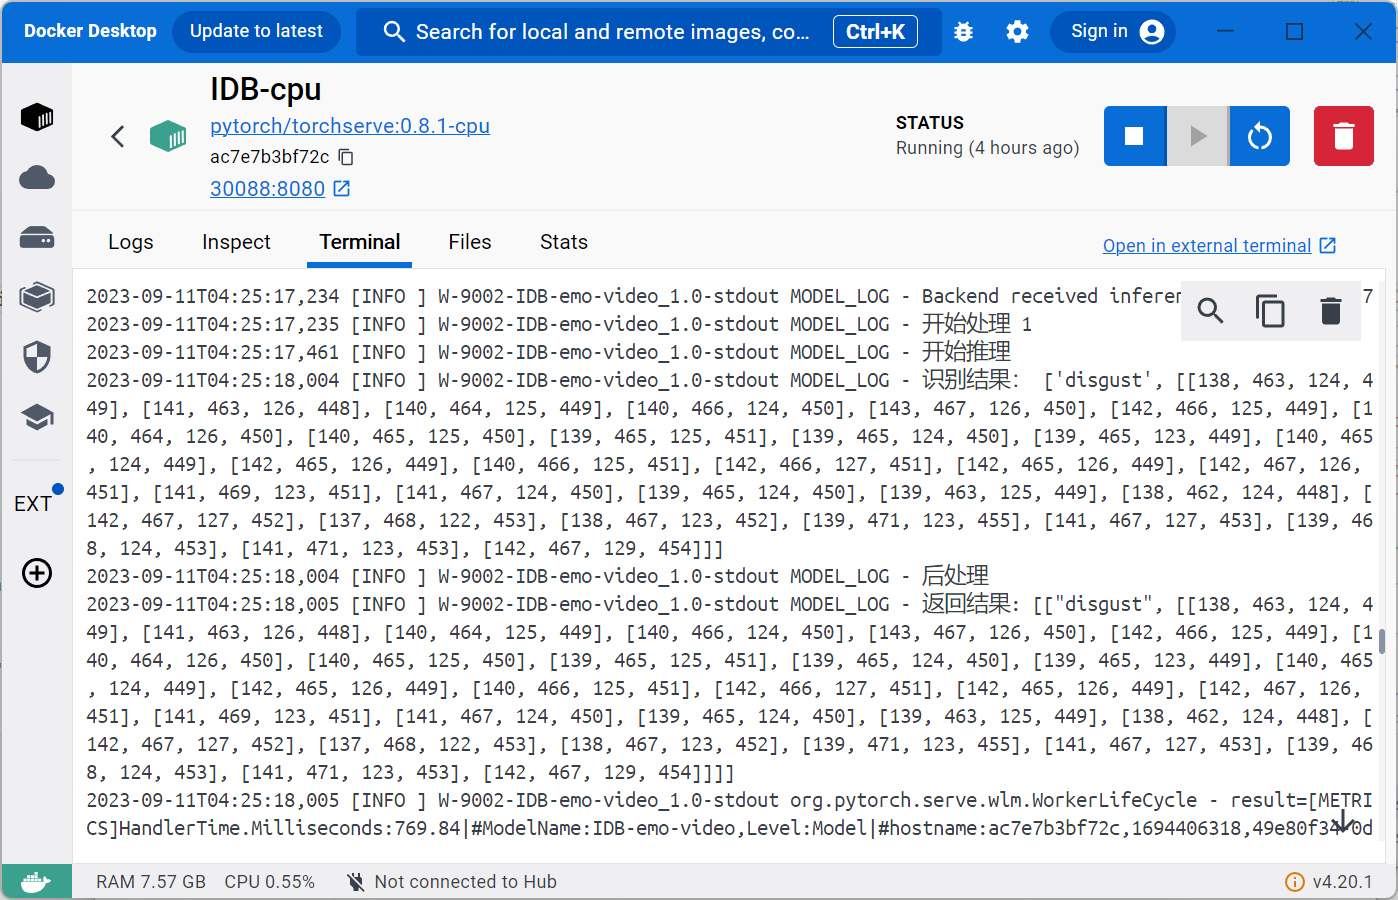 Docker Desktop
Update to latest
Search for local and remote images, co...
Ctrl+K
Sign in
IDB-cpu
pytorch/torchserve:0.8.1-cpu
ac7e7b3bf72c
30088:8080
STATUS
Running (4 hours ago)
Logs
Inspect
Terminal
Files
Stats
Open in external terminal
EXT
2023-09-11T04:25:17,234 [INFO ] W-9002-IDB-emo-video_1.0-stdout MODEL_LOG - Backend received inferen 7
2023-09-11T04:25:17,235 [INFO ] W-9002-IDB-emo-video_1.0-stdout MODEL_LOG - 开始处理 1
2023-09-11T04:25:17,461 [INFO ] W-9002-IDB-emo-video_1.0-stdout MODEL_LOG - 开始推理
2023-09-11T04:25:18,004 [INFO ] W-9002-IDB-emo-video_1.0-stdout MODEL_LOG - 识别结果： ['disgust', [[138, 463, 124, 4
49], [141, 463, 126, 448], [140, 464, 125, 449], [140, 466, 124, 450], [143, 467, 126, 450], [142, 466, 125, 449], [1
40, 464, 126, 450], [140, 465, 125, 450], [139, 465, 125, 451], [139, 465, 124, 450], [139, 465, 123, 449], [140, 465
, 124, 449], [142, 465, 126, 449], [140, 466, 125, 451], [142, 466, 127, 451], [142, 465, 126, 449], [142, 467, 126,
451], [141, 469, 123, 451], [141, 467, 124, 450], [139, 465, 124, 450], [139, 463, 125, 449], [138, 462, 124, 448], [
142, 467, 127, 452], [137, 468, 122, 453], [138, 467, 123, 452], [139, 471, 123, 455], [141, 467, 127, 453], [139, 46
8, 124, 453], [141, 471, 123, 453], [142, 467, 129, 454]]]
2023-09-11T04:25:18,004 [INFO ] W-9002-IDB-emo-video_1.0-stdout MODEL_LOG - 后处理
2023-09-11T04:25:18,005 [INFO ] W-9002-IDB-emo-video_1.0-stdout MODEL_LOG - 返回结果: [["disgust", [[138, 463, 124, 4
49], [141, 463, 126, 448], [140, 464, 125, 449], [140, 466, 124, 450], [143, 467, 126, 450], [142, 466, 125, 449], [1
40, 464, 126, 450], [140, 465, 125, 450], [139, 465, 125, 451], [139, 465, 124, 450], [139, 465, 123, 449], [140, 465
, 124, 449], [142, 465, 126, 449], [140, 466, 125, 451], [142, 466, 127, 451], [142, 465, 126, 449], [142, 467, 126,
451], [141, 469, 123, 451], [141, 467, 124, 450], [139, 465, 124, 450], [139, 463, 125, 449], [138, 462, 124, 448], [
142, 467, 127, 452], [137, 468, 122, 453], [138, 467, 123, 452], [139, 471, 123, 455], [141, 467, 127, 453], [139, 46
8, 124, 453], [141, 471, 123, 453], [142, 467, 129, 454]]]]
2023-09-11T04:25:18,005 [INFO ] W-9002-IDB-emo-video_1.0-stdout org.pytorch.serve.wlm.WorkerLifeCycle - result=[METRI
CS]HandlerTime.Milliseconds:769.84|#ModelName:IDB-emo-video,Level:Model|#hostname:ac7e7b3bf72c,1694406318,49e80f34
RAM 7.57 GB
CPU 0.55%
Not connected to Hub
v4.20.1